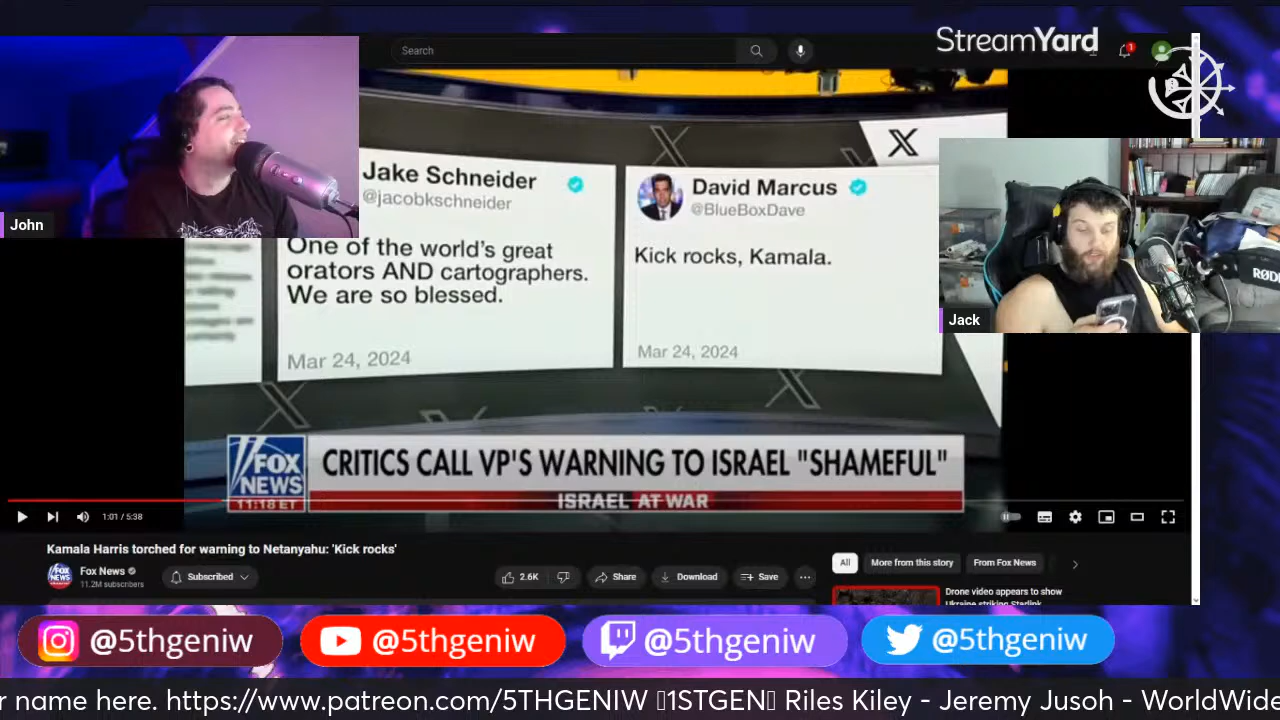 Search
StreamYard
1
John
Jake Schneider
@jacobkschneider
One of the world's great
orators AND cartographers.
We are so blessed.
Mar 24, 2024
X
David Marcus
@BlueBoxDave
Kick rocks, Kamala.
Mar 24, 2024
RØDE
Jack
FOX
NEWS
11:18 ET
CRITICS CALL VP'S WARNING TO ISRAEL "SHAMEFUL"
ISRAEL AT WAR
1:01 / 5:38
Kamala Harris torched for warning to Netanyahu: 'Kick rocks'
Fox News
11.2M subscribers
Subscribed
2.6K
Share
Download
Save
All
More from this story
From Fox News
Drone video appears to show
Ukraine striking Starlink
@5thgeniw
@5thgeniw
@5thgeniw
@5thgeniw
r name here. https://www.patreon.com/5THGENIW 1STGEN Riles Kiley - Jeremy Jusoh - WorldWide